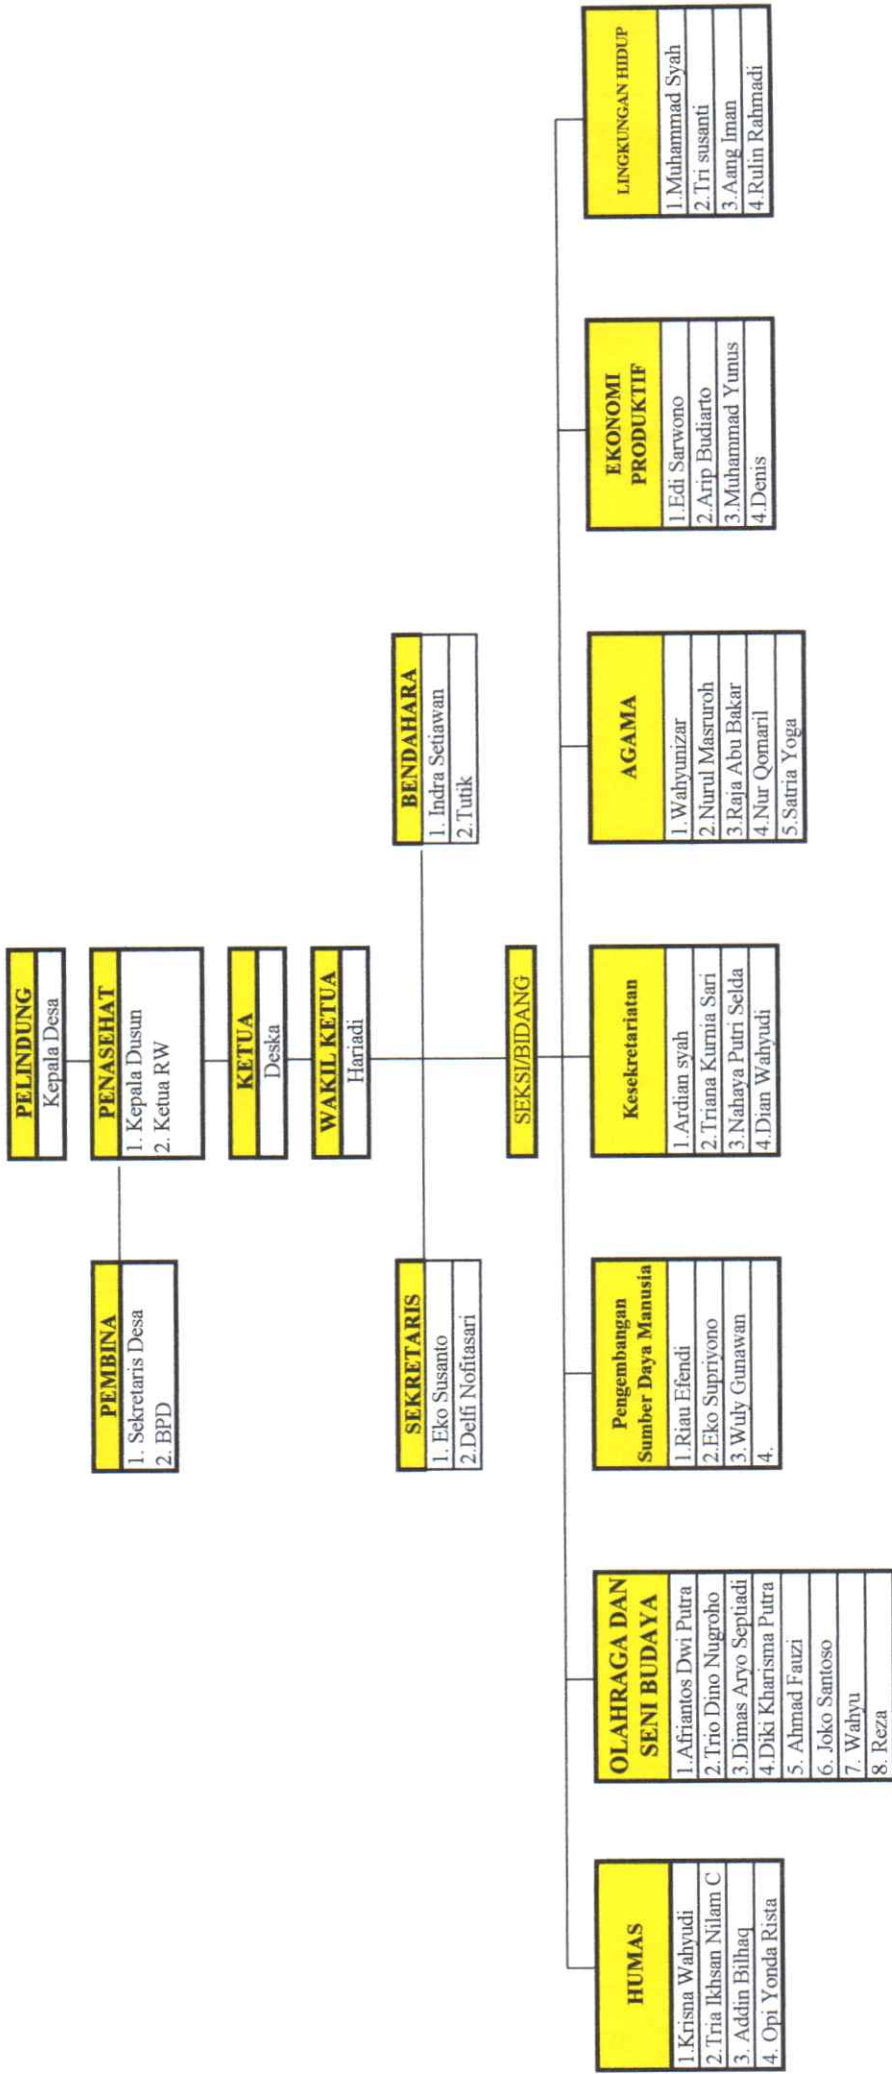 PELINDUNG
Kepala Desa
PEMBINA
1. Sekretaris Desa
2. BPD
PENASEHAT
1. Kepala Dusun
2. Ketua RW
KETUA
Deska
WAKIL KETUA
Hariadi
SEKRETARIS
1. Eko Susanto
2.Delfi Nofitasari
BENDAHARA
1. Indra Setiawan
2.Tutik
SEKSI/BIDANG
HUMAS
1.Krisna Wahyudi
2.Tria Ikhsan Nilam C
3. Addin Bilhaq
4. Opi Yonda Rista
OLAHRAGA DAN
SENI BUDAYA
1.Afriantos Dwi Putra
2.Trio Dino Nugroho
3.Dimas Aryo Septiadi
4.Diki Kharisma Putra
5. Ahmad Fauzi
6. Joko Santoso
7. Wahyu
8. Reza
Pengembangan
Sumber Daya Manusia
1.Riau Efendi
2.Eko Supriyono
3.Wuly Gunawan
4.
Kesekretariatan
1.Ardian syah
2.Triana Kurnia Sari
3.Nahaya Putri Selda
4.Dian Wahyudi
AGAMA
1.Wahyunizar
2.Nurul Masruroh
3.Raja Abu Bakar
4.Nur Qomaril
5.Satria Yoga
EKONOMI
PRODUKTIF
1.Edi Sarwono
2.Arip Budiarto
3.Muhammad Yunus
4.Denis
LINGKUNGAN HIDUP
1.Muhammad Syah
2.Tri susanti
3.Aang Iman
4.Rulin Rahmadi